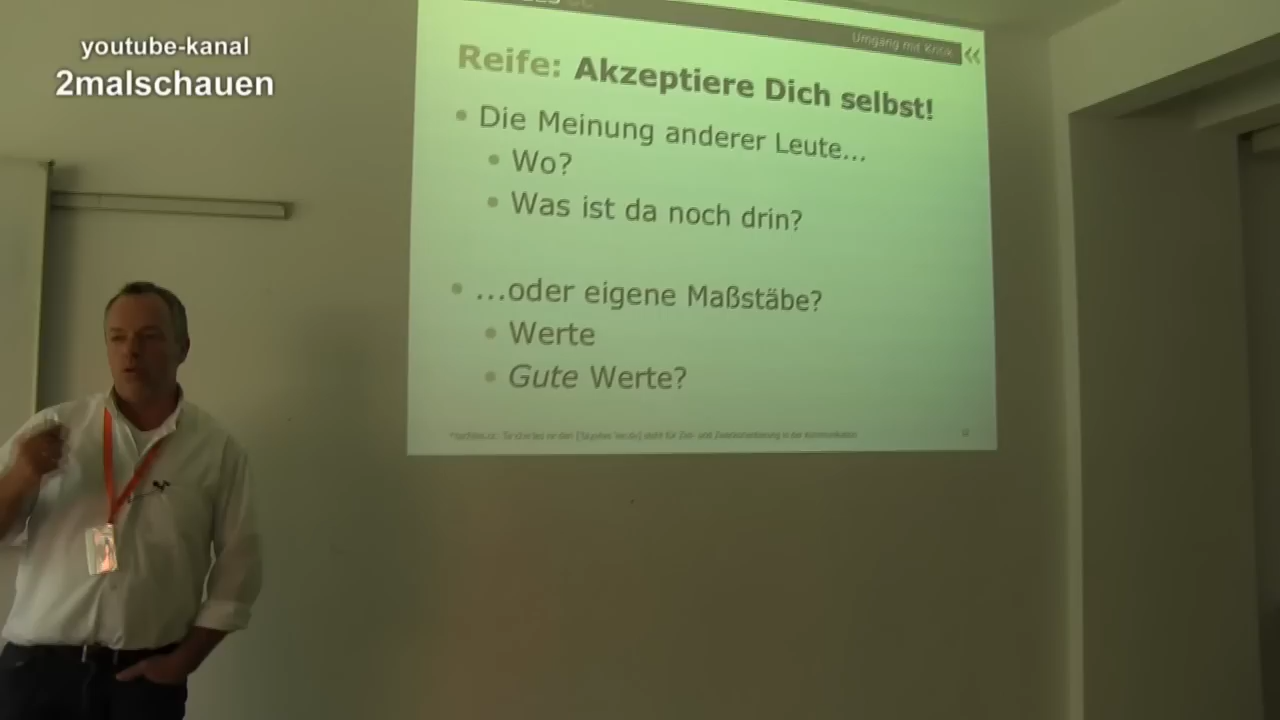 youtube-kanal
2malschauen
Umgang mit Kritik
Reife: Akzeptiere Dich selbst!
• Die Meinung anderer Leute...
• Wo?
• Was ist da noch drin?
• ...oder eigene Maßstäbe?
• Werte
• Gute Werte?